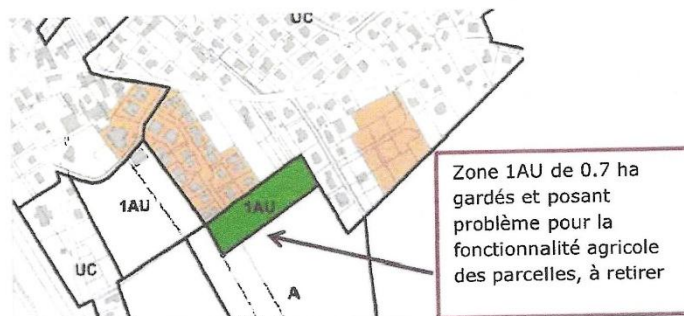 UC
1AU
1AU
UC
A
Zone 1AU de 0.7 ha
gardés et posant
problème pour la
fonctionnalité agricole
des parcelles, à retirer